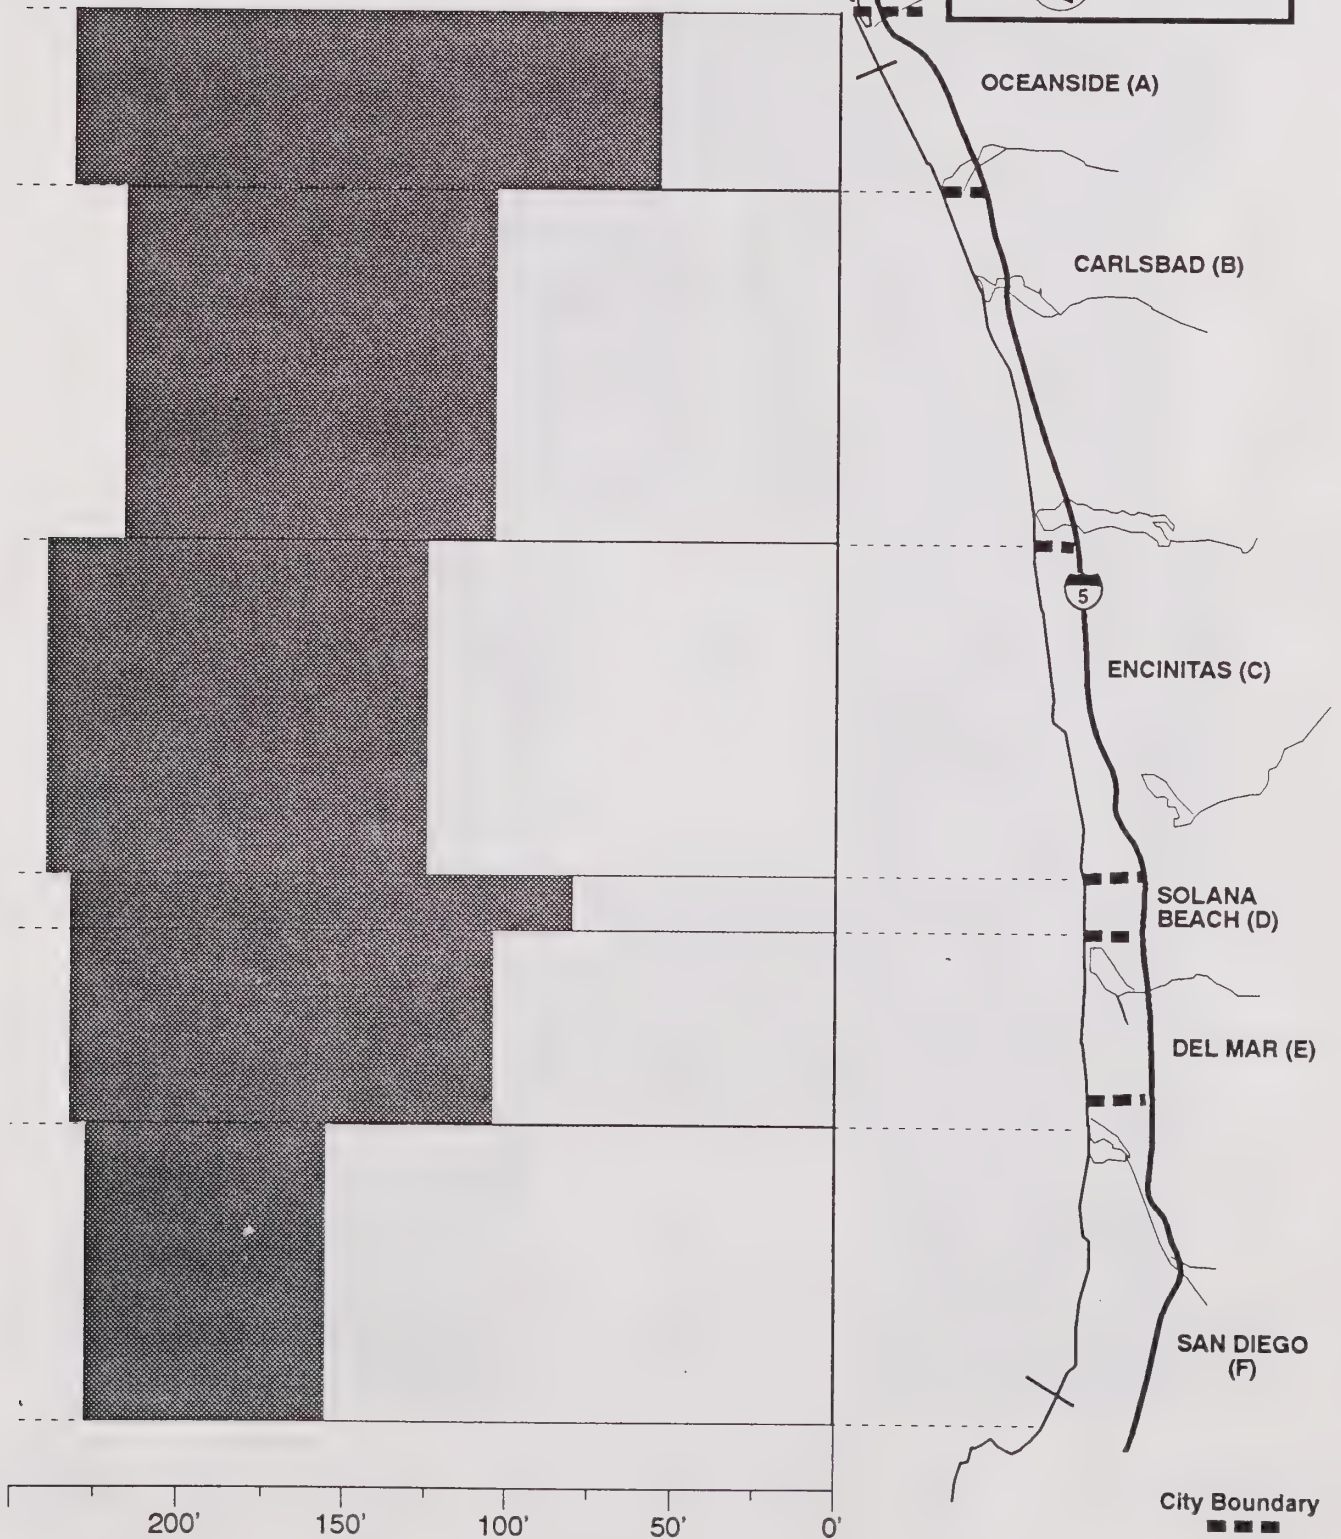 OCEANSIDE (A)
CARLSBAD (B)
5
ENCINITAS (C)
SOLANA
BEACH (D)
DEL MAR (E)
SAN DIEGO
(F)
City Boundary
200' 150' 100' 50' 0'